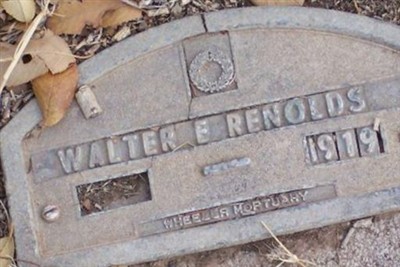 WALTER E RENOLDS
1919
WHEELER MORTUARY